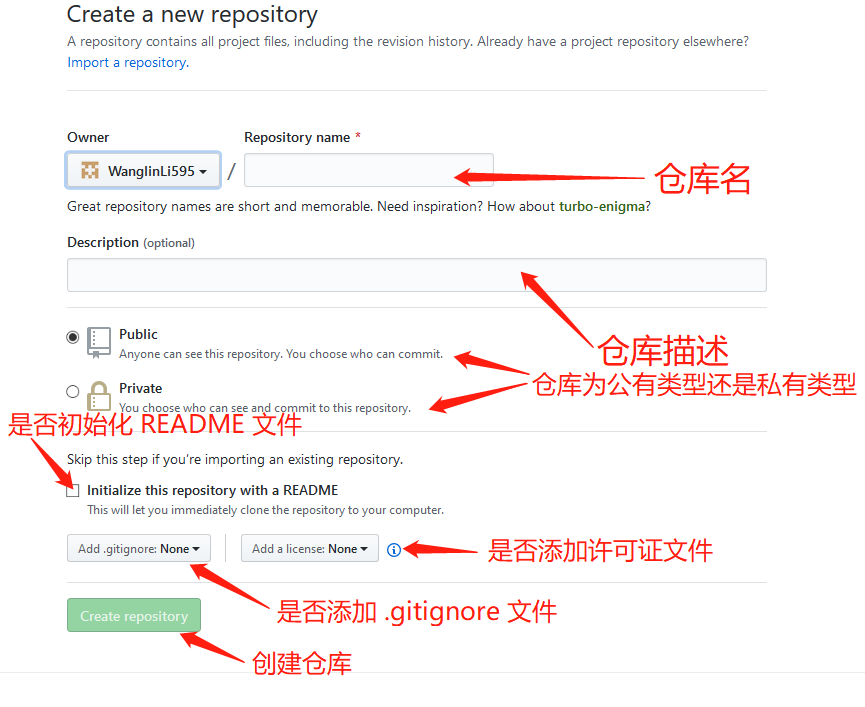 Create a new repository
A repository contains all project files, including the revision history. Already have a project repository elsewhere?
Import a repository.
Owner
Repository name *
WanglinLi595
/
仓库名
Great repository names are short and memorable. Need inspiration? How about turbo-enigma?
Description (optional)
仓库描述
Public
Anyone can see this repository. You choose who can commit.
仓库为公有类型还是私有类型
Private
You choose who can see and commit to this repository.
是否初始化 README 文件
Skip this step if you're importing an existing repository.
Initialize this repository with a README
This will let you immediately clone the repository to your computer.
Add .gitignore: None
Add a license: None
是否添加许可证文件
是否添加 .gitignore 文件
Create repository
创建仓库